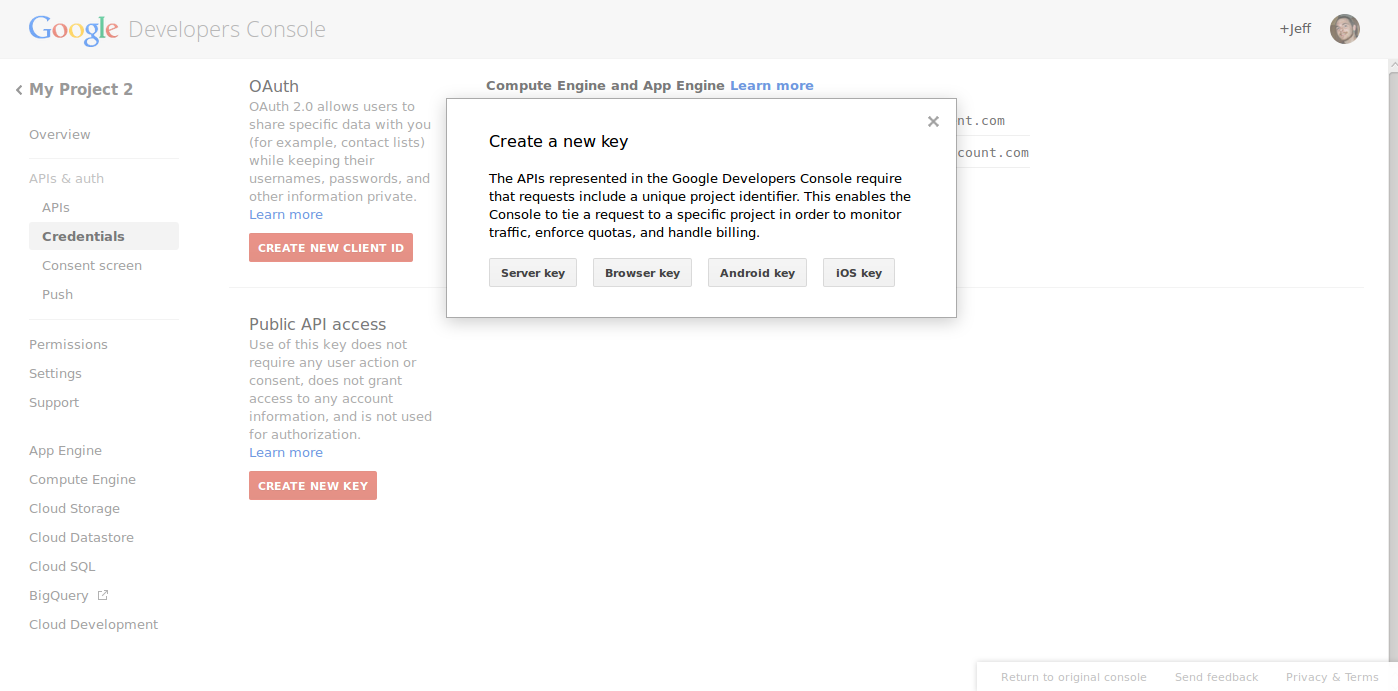 Google Developers Console
+Jeff
My Project 2
Overview
APIs & auth
APIs
Credentials
Consent screen
Push
Permissions
Settings
Support
App Engine
Compute Engine
Cloud Storage
Cloud Datastore
Cloud SQL
BigQuery
Cloud Development
OAuth
OAuth 2.0 allows users to
share specific data with you
(for example, contact lists)
while keeping their
usernames, passwords, and
other information private.
Learn more
CREATE NEW CLIENT ID
Public API access
Use of this key does not
require any user action or
consent, does not grant
access to any account
information, and is not used
for authorization.
Learn more
CREATE NEW KEY
Compute Engine and App Engine Learn more
nt.com
count.com
Create a new key
The APIs represented in the Google Developers Console require
that requests include a unique project identifier. This enables the
Console to tie a request to a specific project in order to monitor
traffic, enforce quotas, and handle billing.
Server key Browser key Android key iOS key
Return to original console Send feedback Privacy & Terms